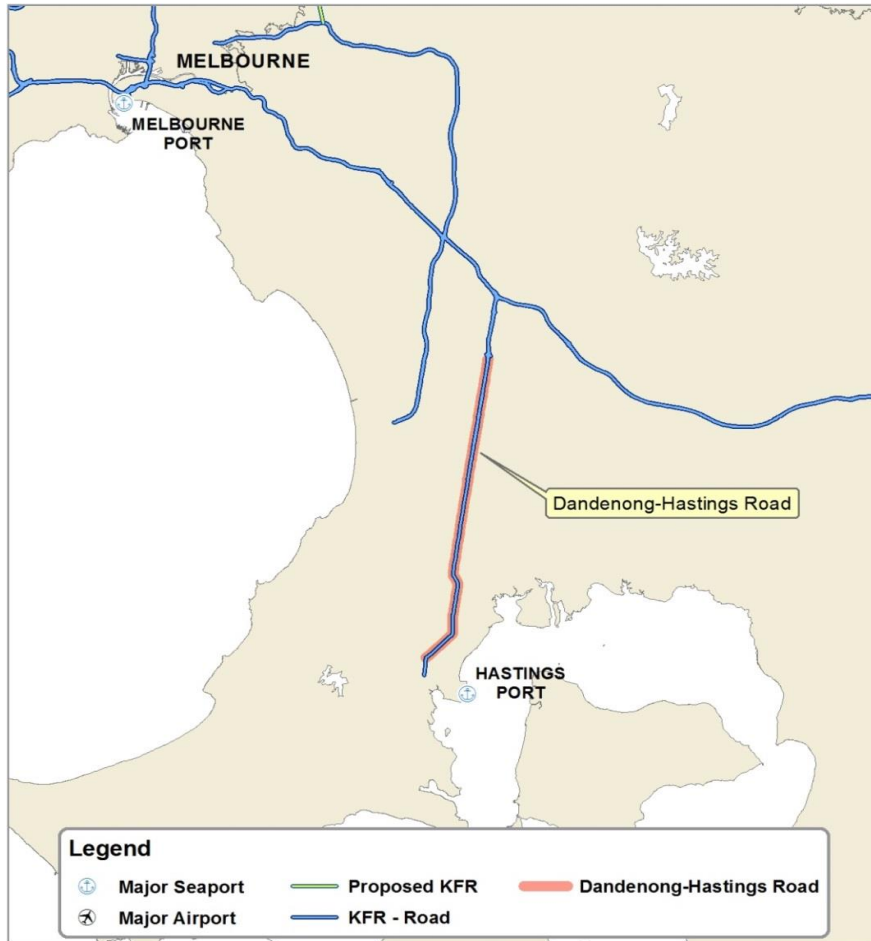 MELBOURNE
MELBOURNE
PORT
Dandenong-Hastings Road
HASTINGS
PORT
Legend
Major Seaport
Proposed KFR
Dandenong-Hastings Road
Major Airport
KFR - Road